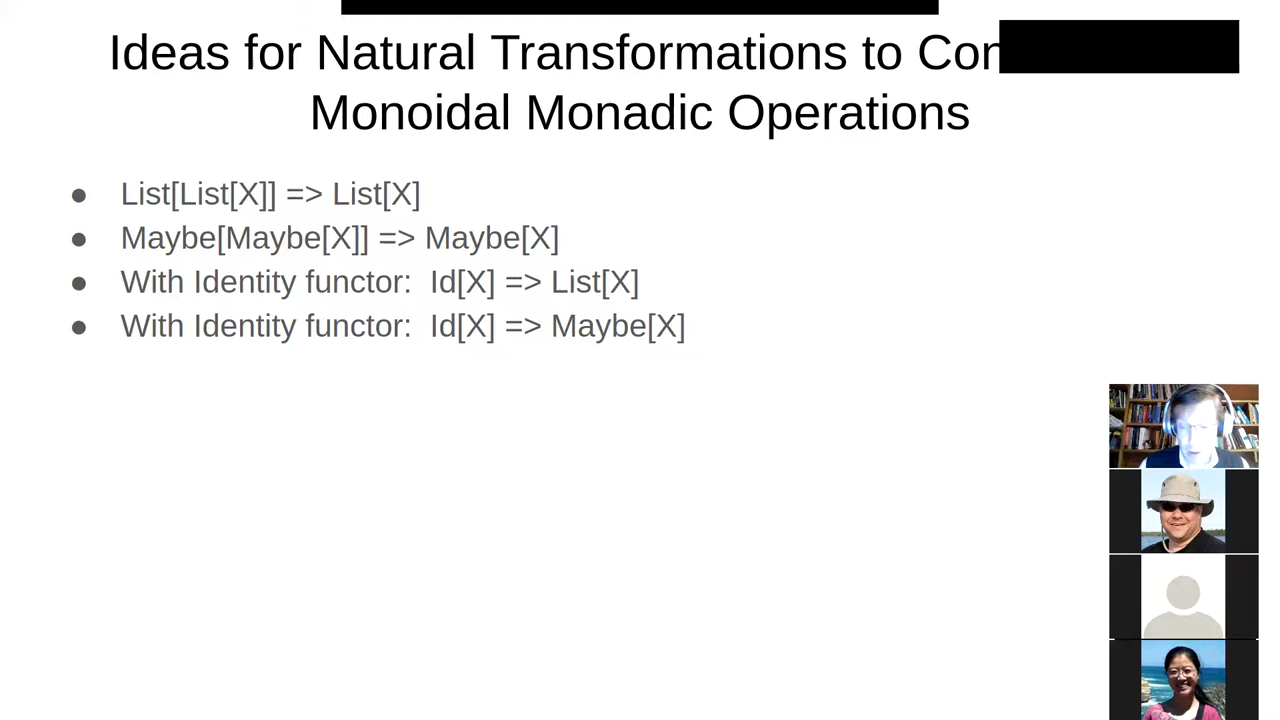 Ideas for Natural Transformations to
Monoidal Monadic Operations
● List[List[X]] => List[X]
● Maybe[Maybe[X]] => Maybe[X]
● With Identity functor: Id[X] => List[X]
● With Identity functor: Id[X] => Maybe[X]